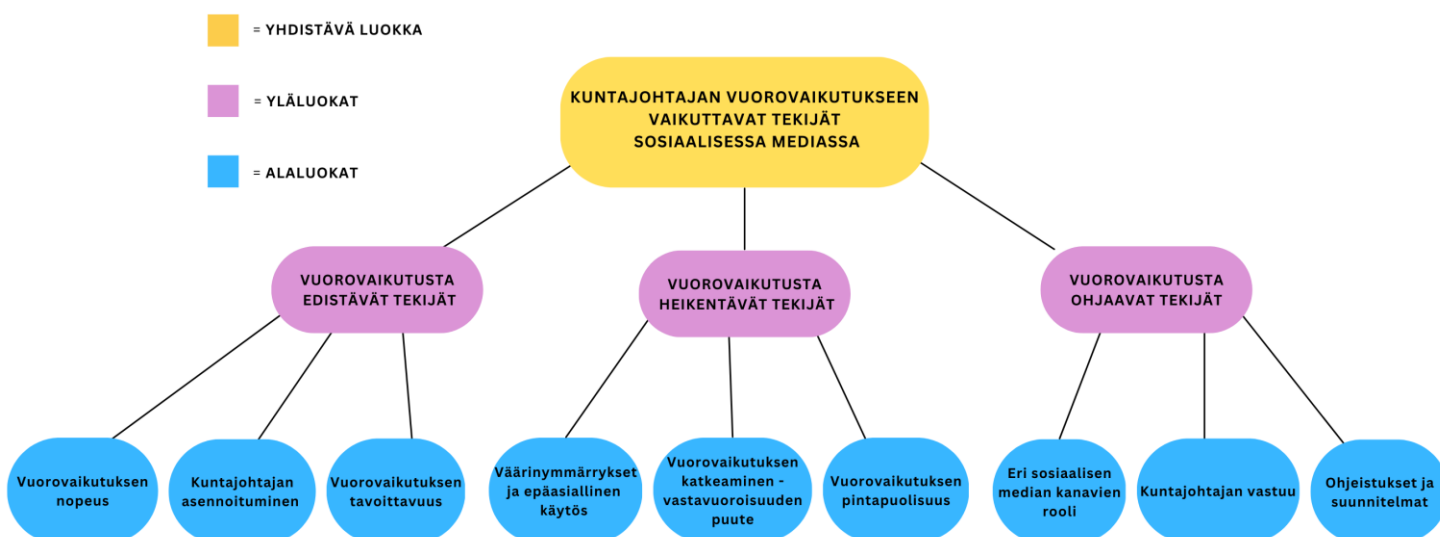 = YHDISTÄVÄ LUOKKA
= YLÄLUOKAT
= ALALUOKAT
KUNTAJOHTAJAN VUOROVAIKUTUKSEEN
VAIKUTTAVAT TEKIJÄT
SOSIAALISESSA MEDIASSA
VUOROVAIKUTUSTA
EDISTÄVÄT TEKIJÄT
VUOROVAIKUTUSTA
HEIKENTÄVÄT TEKIJÄT
VUOROVAIKUTUSTA
OHJAAVAT TEKIJÄT
Vuorovaikutuksen
nopeus
Kuntajohtajan
asennoituminen
Vuorovaikutuksen
tavoittavuus
Väärinymmärrykset
ja epäasiallinen
käytös
Vuorovaikutuksen
katkeaminen -
vastavuoroisuuden
puute
Vuorovaikutuksen
pintapuolisuus
Eri sosiaalisen
median kanavien
rooli
Kuntajohtajan vastuu
Ohjeistukset ja
suunnitelmat